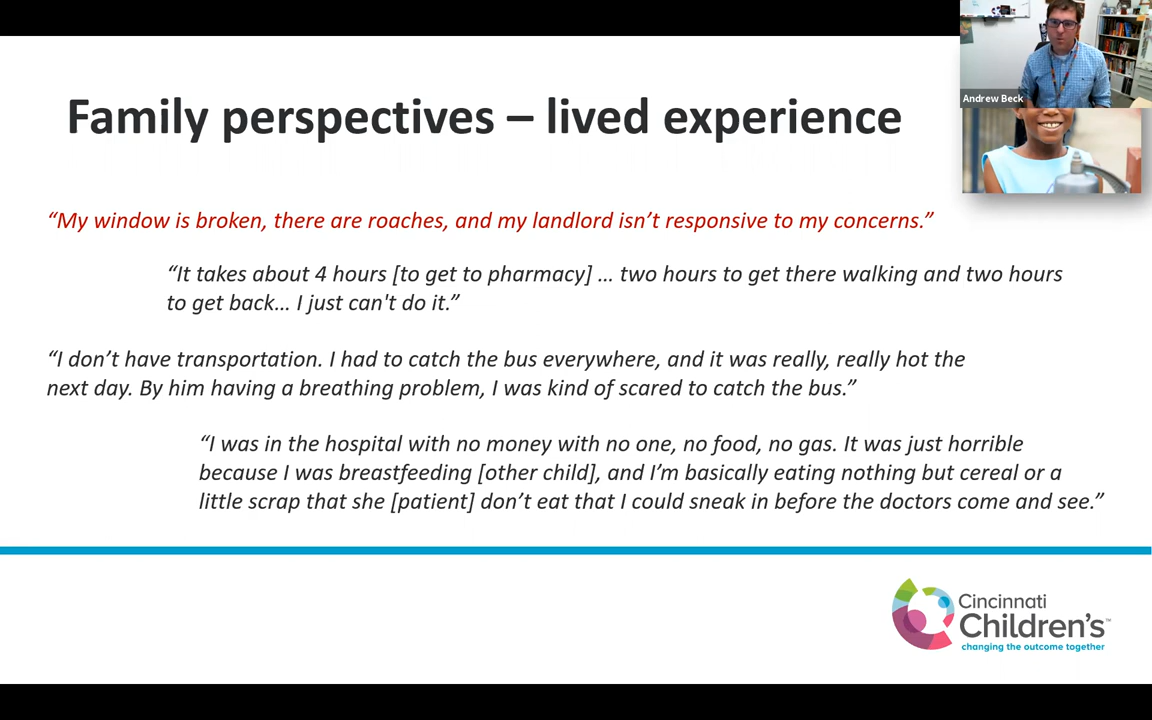 Andrew Beck
Family perspectives – lived experience
“My window is broken, there are roaches, and my landlord isn’t responsive to my concerns.”
“It takes about 4 hours [to get to pharmacy] … two hours to get there walking and two hours
to get back… I just can't do it.”
“I don’t have transportation. I had to catch the bus everywhere, and it was really, really hot the
next day. By him having a breathing problem, I was kind of scared to catch the bus.”
“I was in the hospital with no money with no one, no food, no gas. It was just horrible
because I was breastfeeding [other child], and I’m basically eating nothing but cereal or a
little scrap that she [patient] don’t eat that I could sneak in before the doctors come and see.”
Cincinnati
Children’s™
changing the outcome together